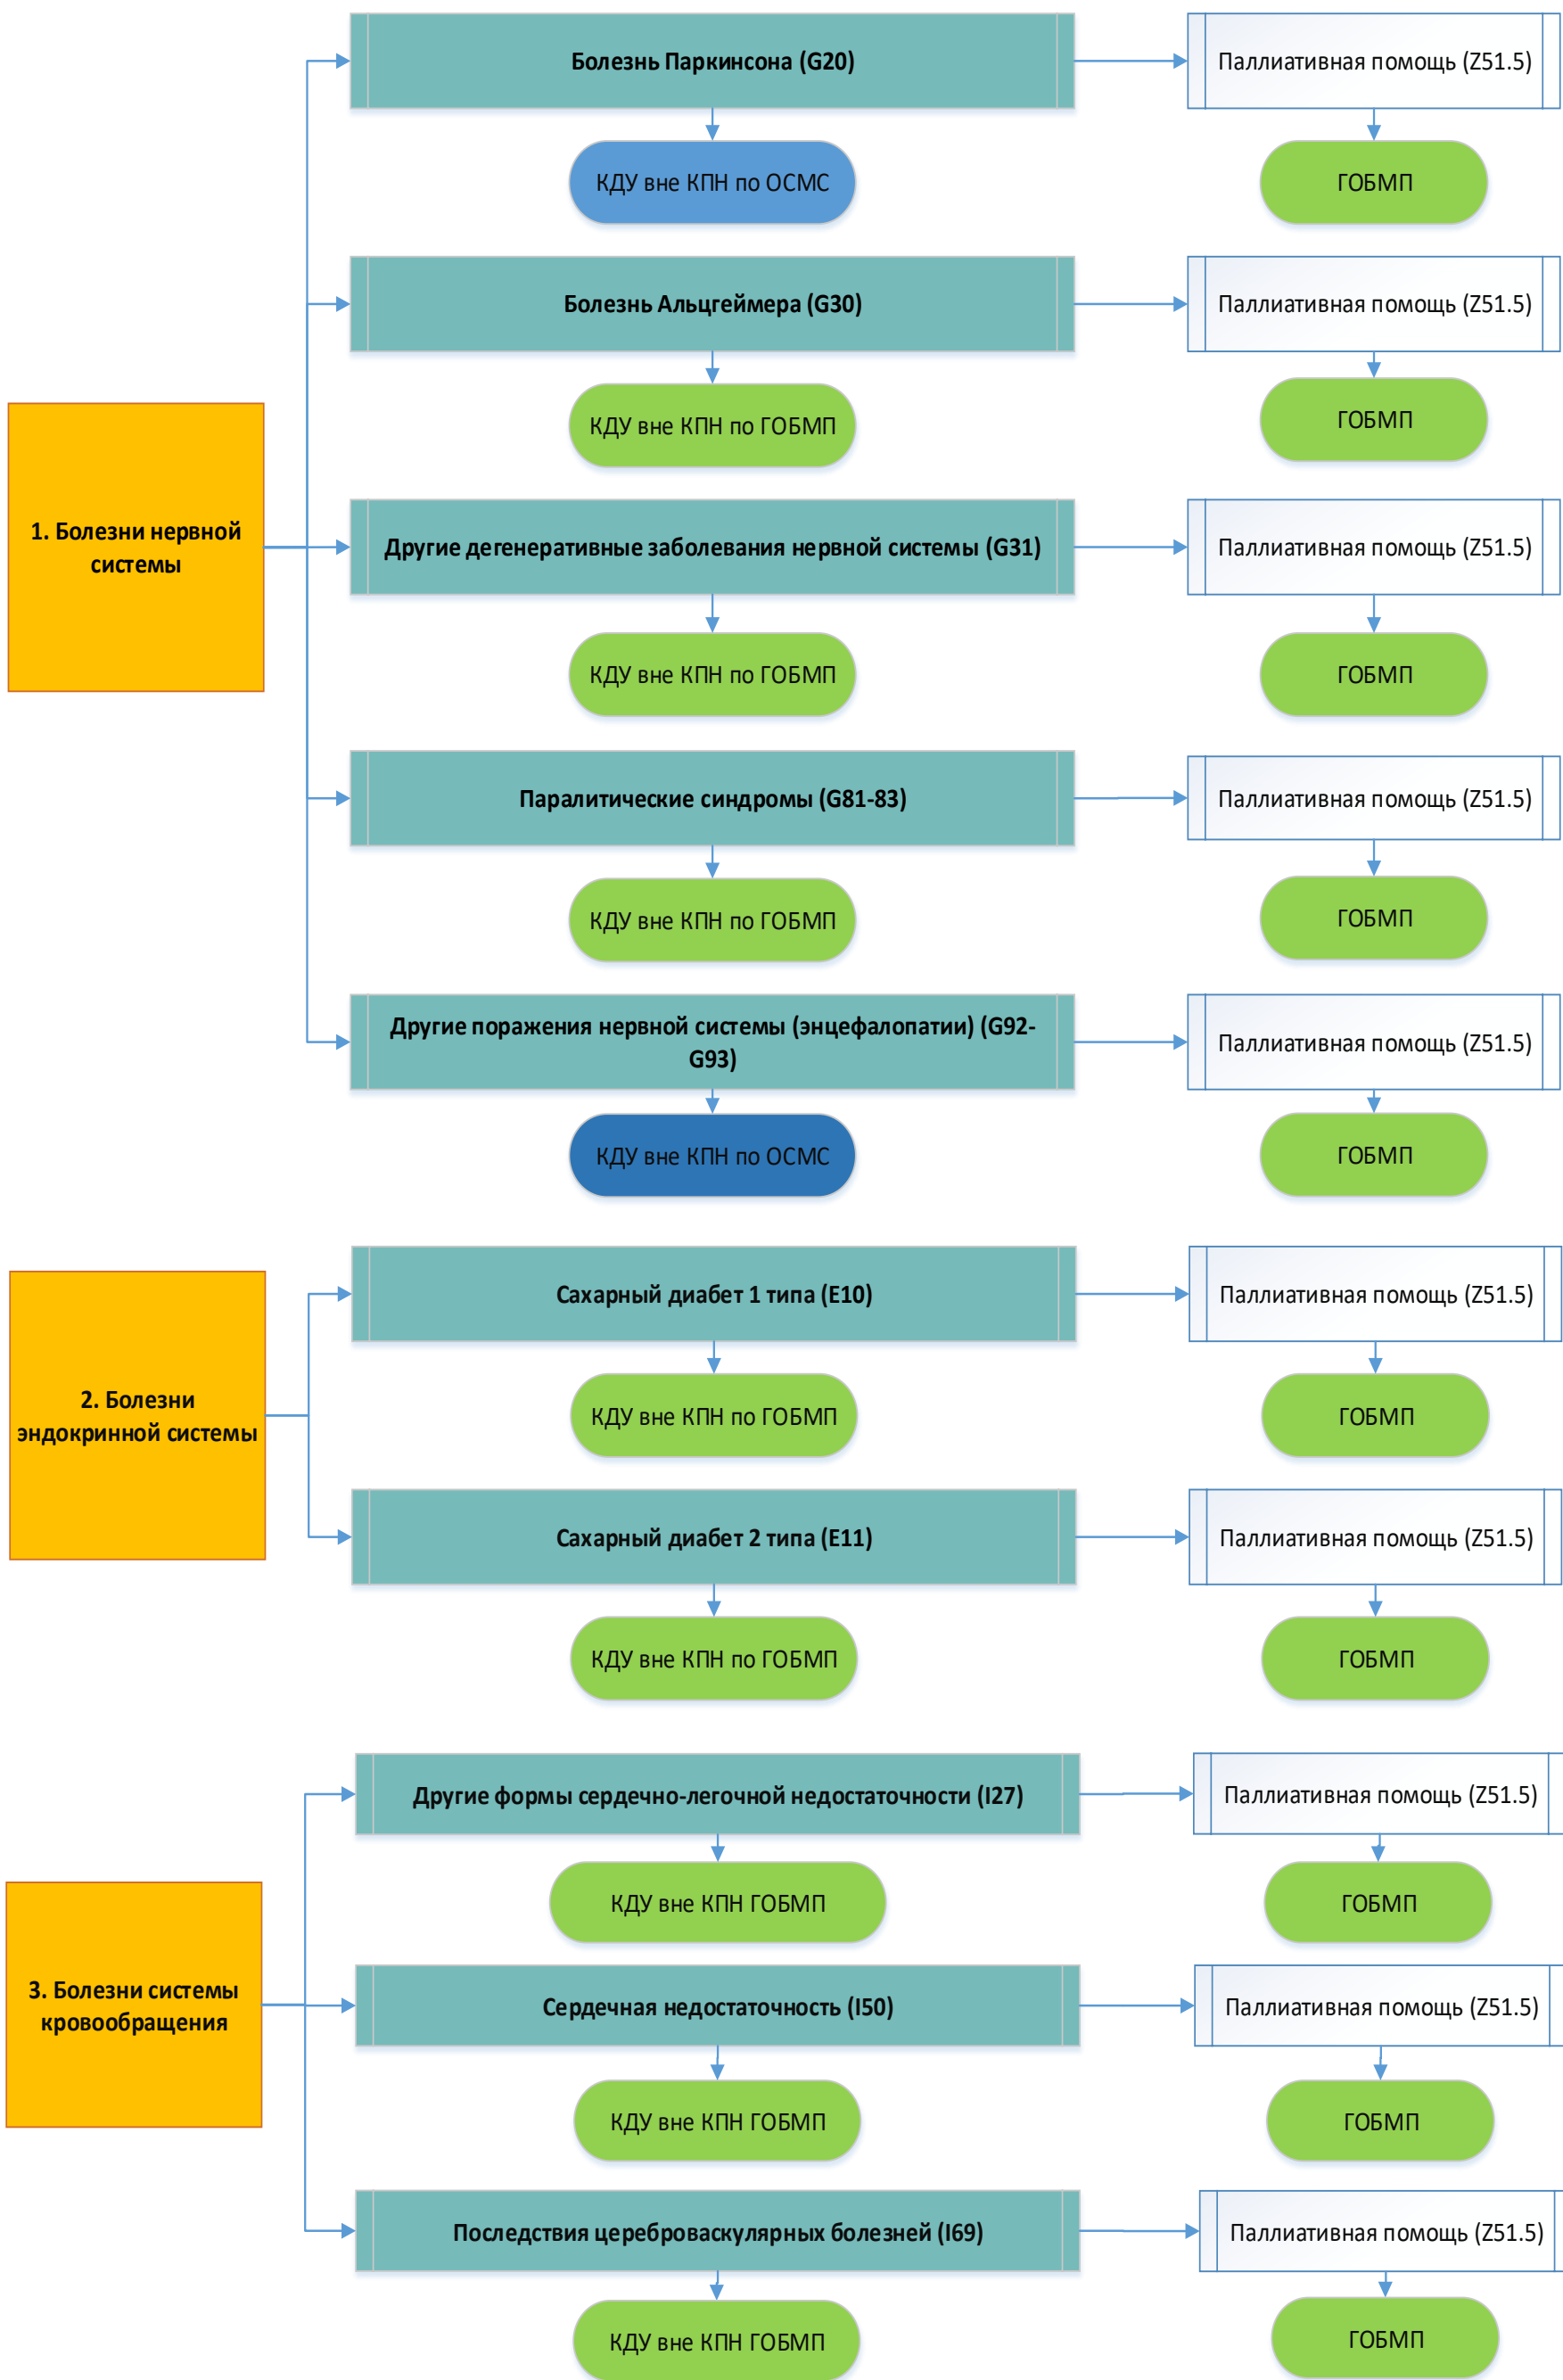 Болезнь Паркинсона (G20)
Паллиативная помощь (Z51.5)
КДУ вне КПН по ОСМС
ГОБМП
Болезнь Альцгеймера (G30)
Паллиативная помощь (Z51.5)
КДУ вне КПН по ГОБМП
ГОБМП
1. Болезни нервной
системы
Другие дегенеративные заболевания нервной системы (G31)
Паллиативная помощь (Z51.5)
КДУ вне КПН по ГОБМП
ГОБМП
Паралитические синдромы (G81-83)
Паллиативная помощь (Z51.5)
КДУ вне КПН по ГОБМП
ГОБМП
Другие поражения нервной системы (энцефалопатии) (G92-
G93)
Паллиативная помощь (Z51.5)
КДУ вне КПН по ОСМС
ГОБМП
Сахарный диабет 1 типа (E10)
Паллиативная помощь (Z51.5)
2. Болезни
эндокринной системы
КДУ вне КПН по ГОБМП
ГОБМП
Сахарный диабет 2 типа (E11)
Паллиативная помощь (Z51.5)
КДУ вне КПН по ГОБМП
ГОБМП
Другие формы сердечно-легочной недостаточности (I27)
Паллиативная помощь (Z51.5)
КДУ вне КПН ГОБМП
ГОБМП
3. Болезни системы
кровообращения
Сердечная недостаточность (I50)
Паллиативная помощь (Z51.5)
КДУ вне КПН ГОБМП
ГОБМП
Последствия цереброваскулярных болезней (I69)
Паллиативная помощь (Z51.5)
КДУ вне КПН ГОБМП
ГОБМП